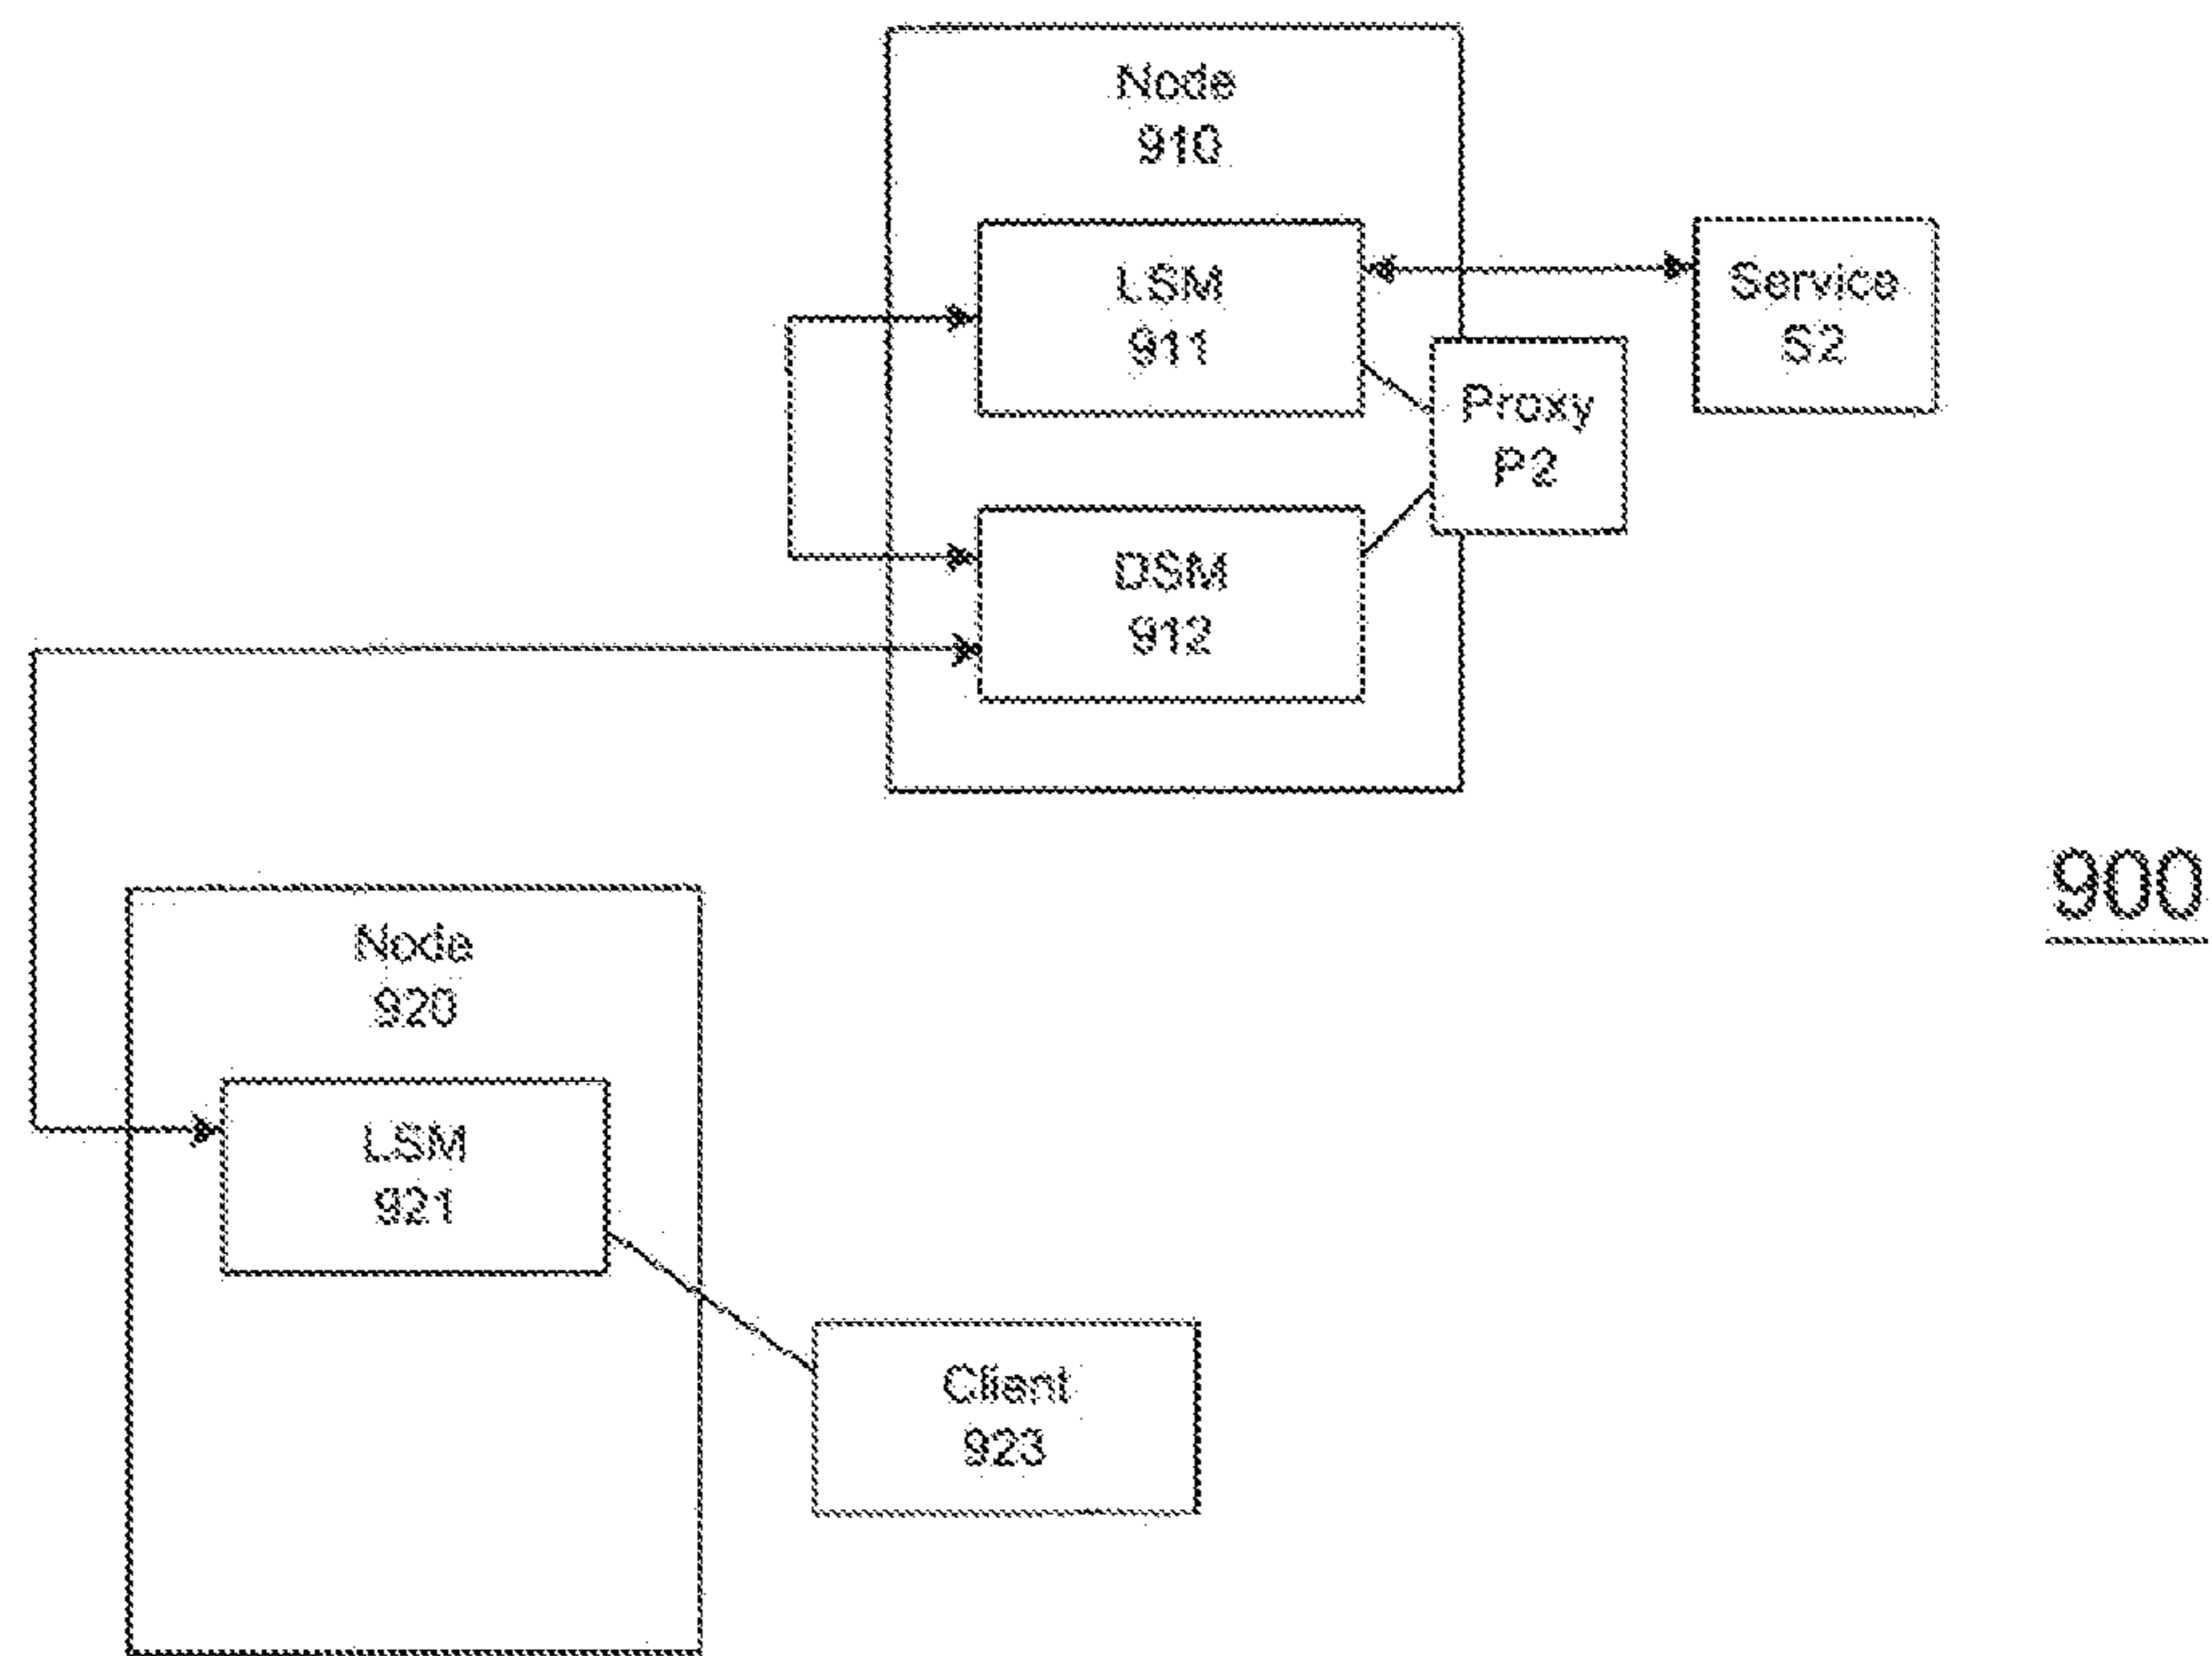 Node
910
LSM
911
Service
S2
Proxy
P2
DSM
912
900
Node
920
LSM
921
Client
923